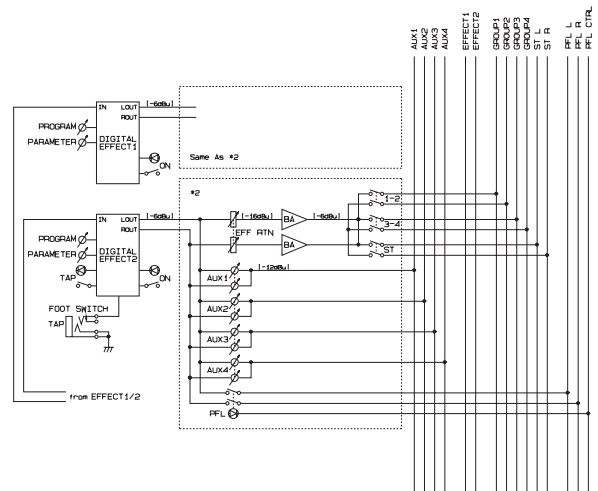 AUX1
AUX2
AUX3
AUX4
EFFECT1
EFFECT2
GROUP1
GROUP2
GROUP3
GROUP4
ST L
ST R
PFL L
PFL R
PFL CTRL
IN LOUT [-6dBu]
ROUT
PROGRAM
PARAMETER
DIGITAL
EFFECT1
ON
Same As *2
*2
IN LOUT [-6dBu]
ROUT
PROGRAM
PARAMETER
DIGITAL
EFFECT2
TAP
ON
FOOT SWITCH
TAP
[-16dBu] BA [-6dBu]
EFF RTN
BA
1-2
3-4
ST
[-12dBu]
AUX1
AUX2
AUX3
AUX4
PFL
from EFFECT1/2